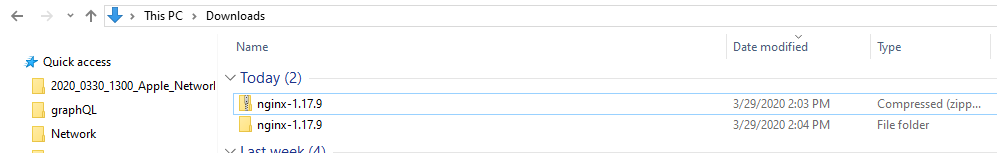 This PC > Downloads
Name Date modified Type
Quick access
Today (2)
2020_0330_1300_Apple_Network
nginx-1.17.9 3/29/2020 2:03 PM Compressed (zipp...
graphQL
nginx-1.17.9 3/29/2020 2:04 PM File folder
Network
Last week (4)